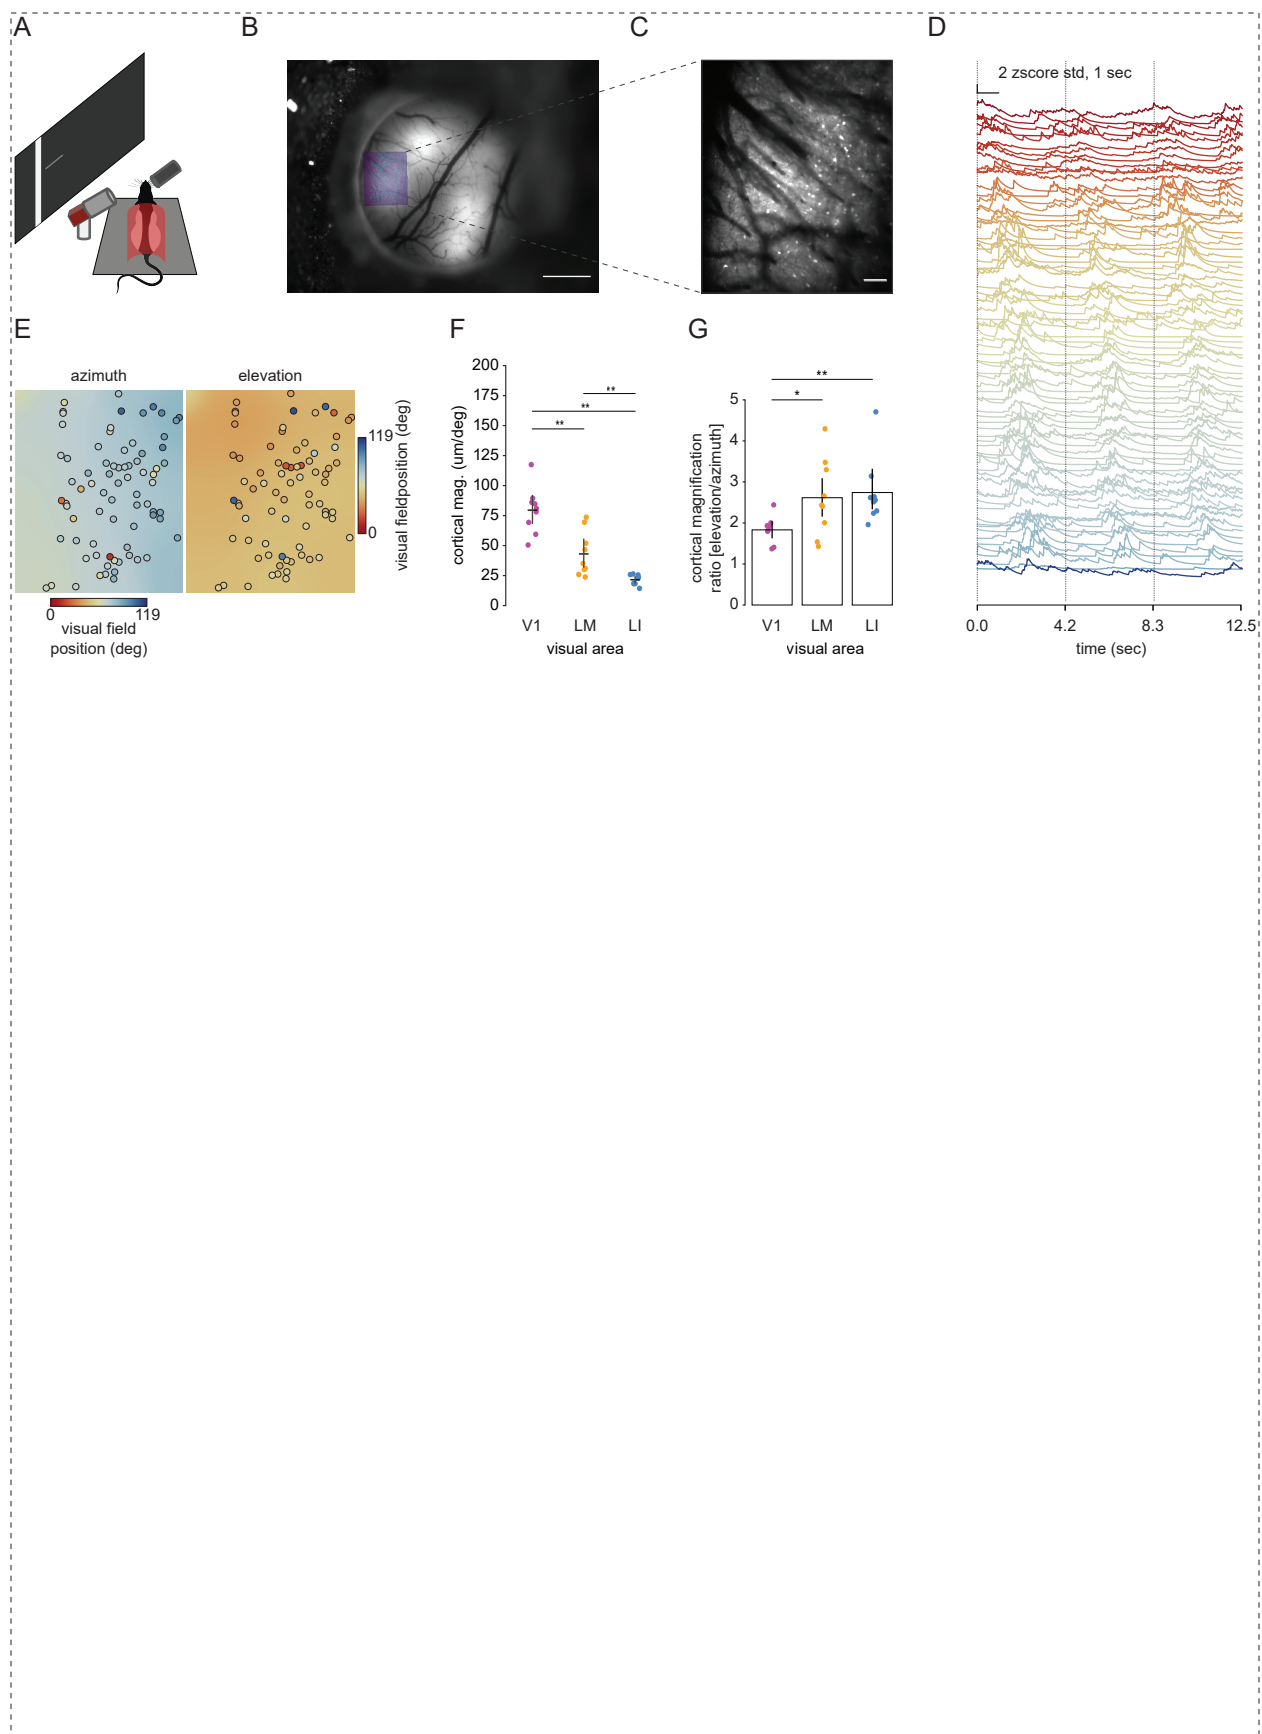 A
B
C
D
2 zscore std, 1 sec
0.0
4.2
8.3
12.5
time (sec)
E
azimuth
elevation
119
0
visual fieldposition (deg)
0
119
visual field
position (deg)
F
200
175
150
125
100
75
50
25
0
cortical mag. (um/deg)
**
**
**
V1
LM
LI
visual area
G
5
4
3
2
1
0
cortical magnification
ratio [elevation/azimuth]
**
*
V1
LM
LI
visual area